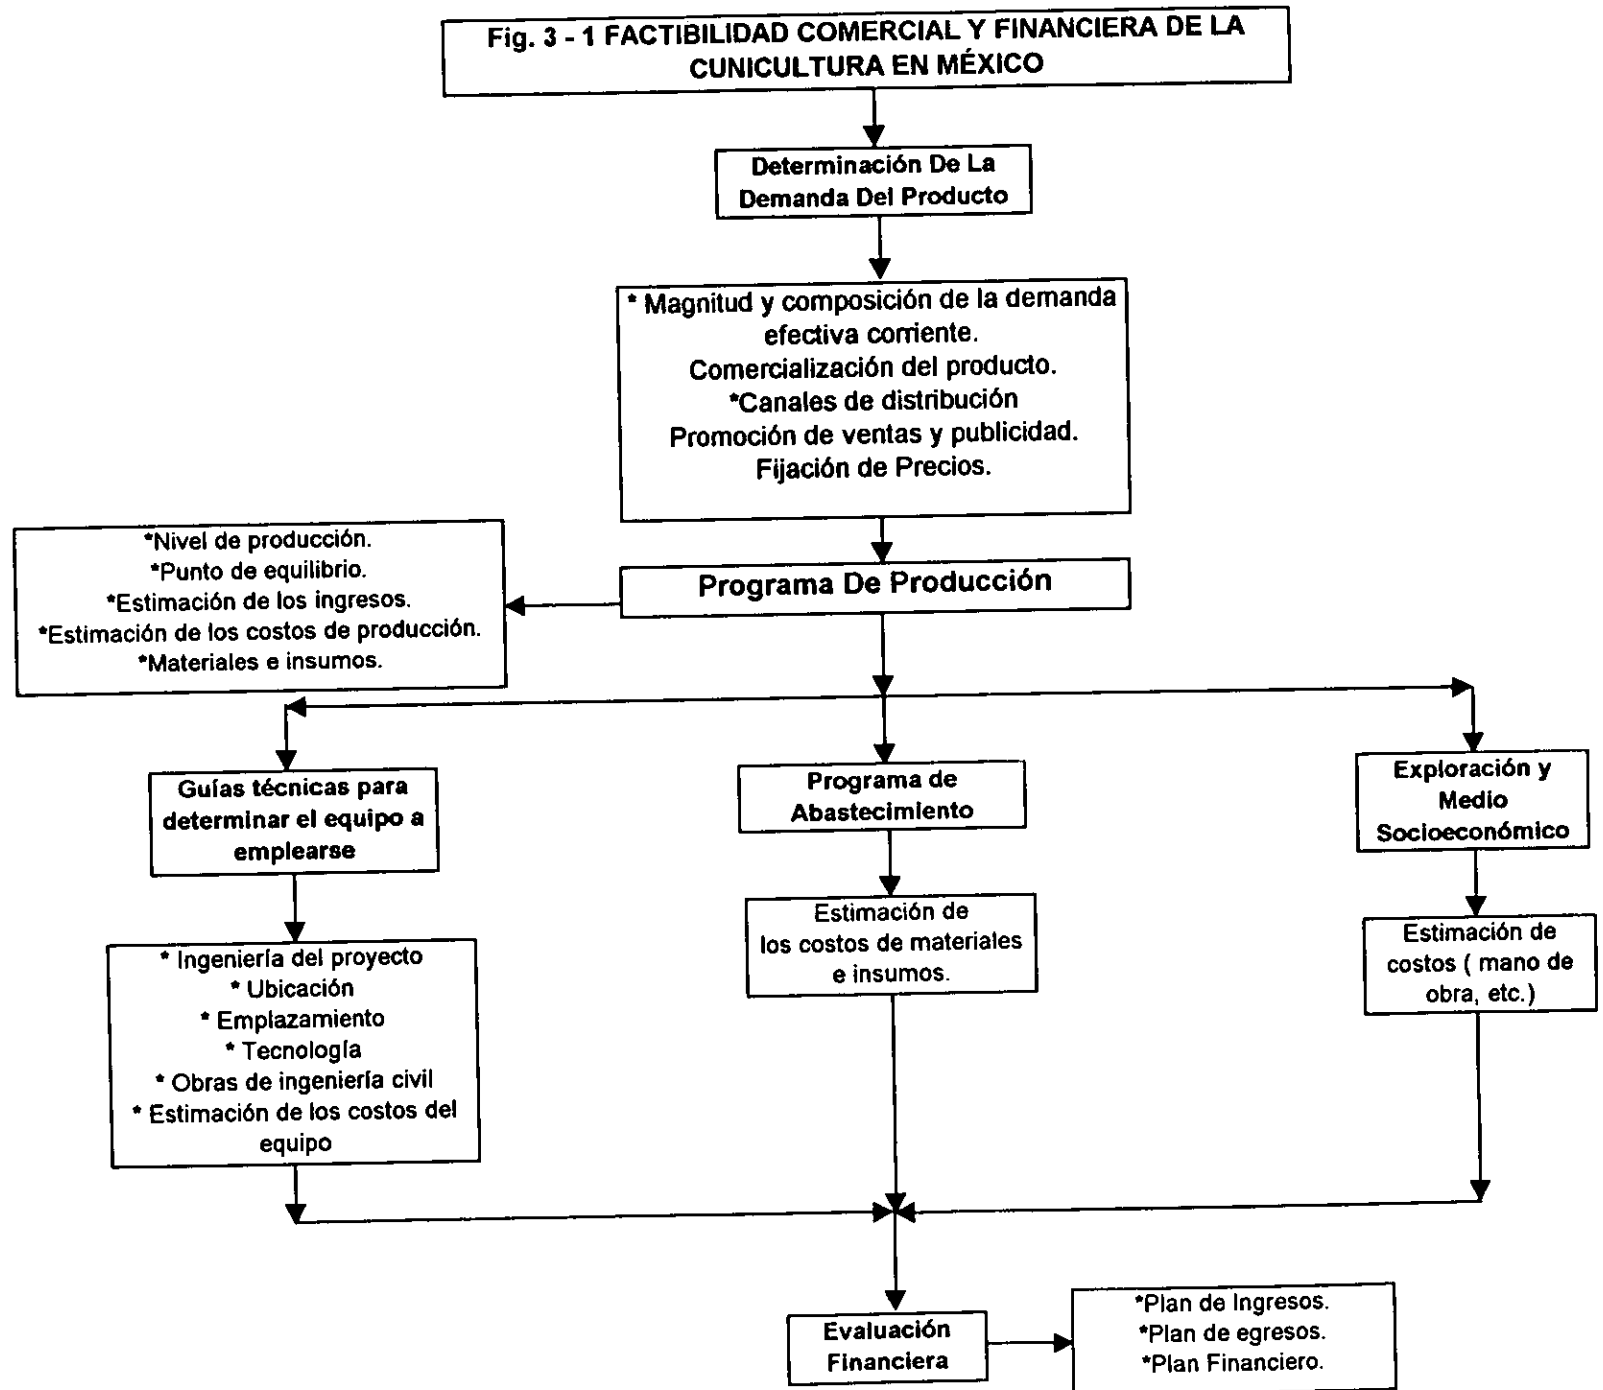 Fig. 3 - 1 FACTIBILIDAD COMERCIAL Y FINANCIERA DE LA
CUNICULTURA EN MÉXICO
Determinación De La
Demanda Del Producto
* Magnitud y composición de la demanda
efectiva corriente.
Comercialización del producto.
*Canales de distribución
Promoción de ventas y publicidad.
Fijación de Precios.
*Nivel de producción.
*Punto de equilibrio.
*Estimación de los ingresos.
*Estimación de los costos de producción.
*Materiales e insumos.
Programa De Producción
Guías técnicas para
determinar el equipo a
emplearse
Programa de
Abastecimiento
Exploración y
Medio
Socioeconómico
* Ingeniería del proyecto
* Ubicación
* Emplazamiento
* Tecnología
* Obras de ingeniería civil
* Estimación de los costos del
equipo
Estimación de
los costos de materiales
e insumos.
Estimación de
costos ( mano de
obra, etc.)
Evaluación
Financiera
*Plan de Ingresos.
*Plan de egresos.
*Plan Financiero.